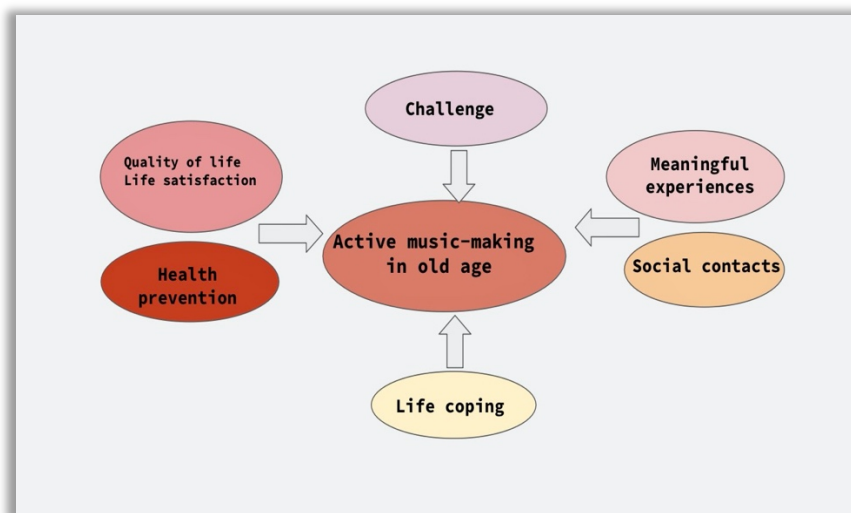 Challenge
Quality of life
Life satisfaction
Meaningful
experiences
Active music-making
in old age
Health
prevention
Social contacts
Life coping